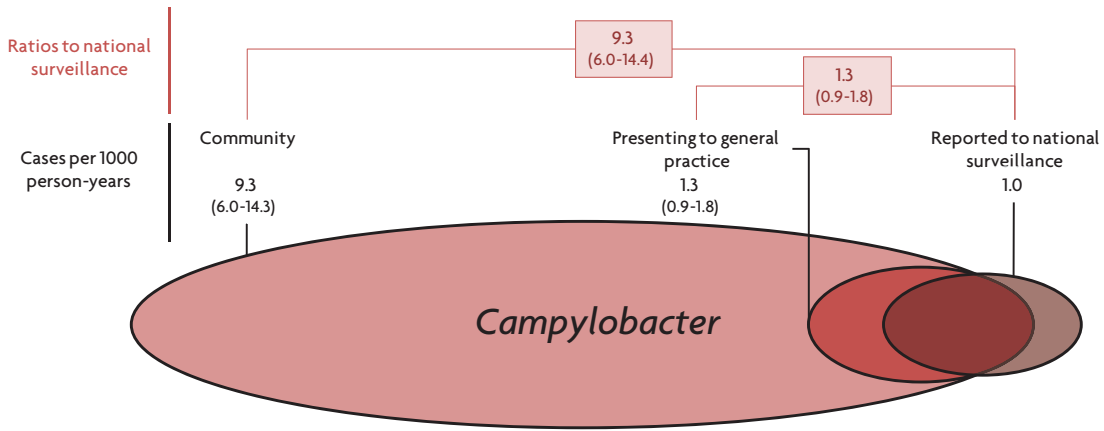 Ratios to national
surveillance
9.3
(6.0-14.4)
1.3
(0.9-1.8)
Cases per 1000
person-years
Community
9.3
(6.0-14.3)
Presenting to general
practice
1.3
(0.9-1.8)
Reported to national
surveillance
1.0
Campylobacter